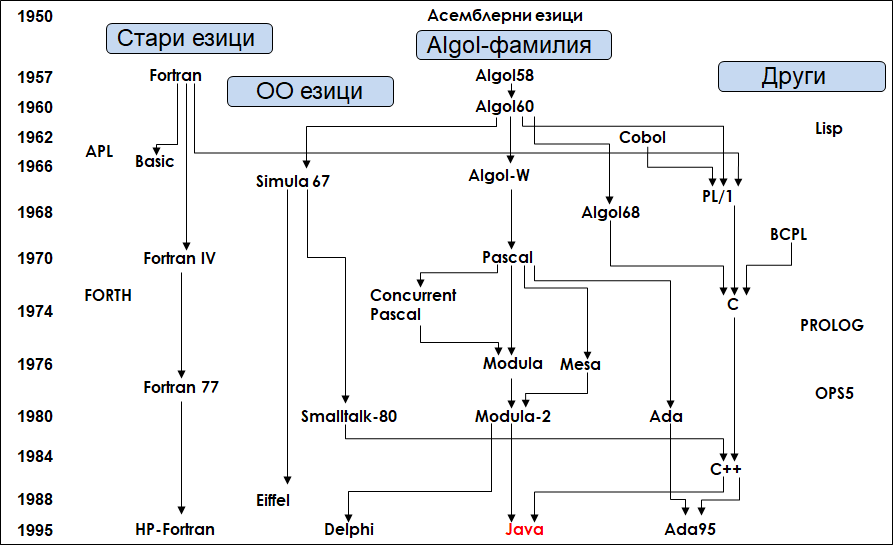 1950
Асемблерни езици
Стари езици
Algol-фамилия
1957
Fortran
Algol58
ОО езици
Други
1960
Algol60
1962
Cobol
Lisp
APL
Basic
1966
Simula 67
Algol-W
PL/1
1968
Algol68
BCPL
1970
Fortran IV
Pascal
FORTH
Concurrent
Pascal
C
1974
PROLOG
1976
Modula
Mesa
Fortran 77
OPS5
1980
Smalltalk-80
Modula-2
Ada
1984
C++
1988
Eiffel
1995
HP-Fortran
Delphi
Java
Ada95